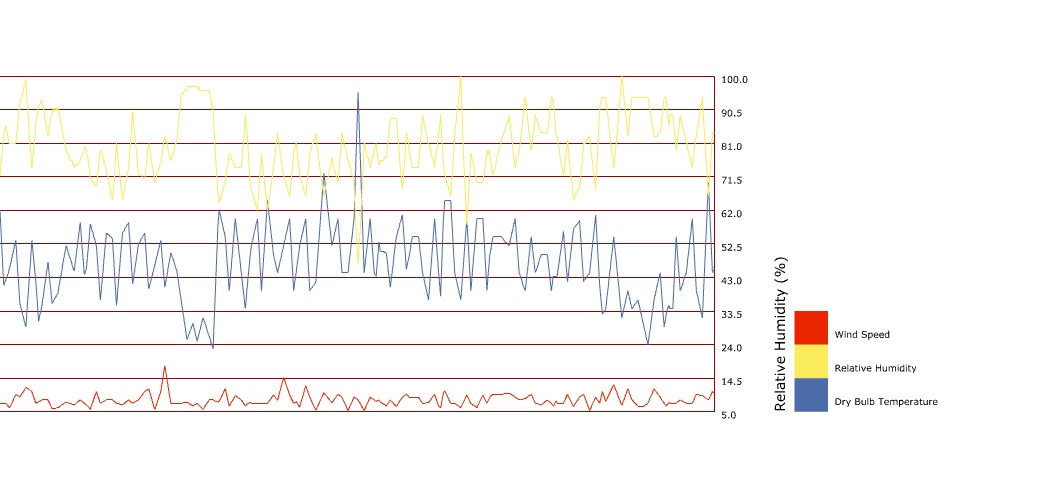 100.0
90.5
81.0
71.5
62.0
52.5
43.0
33.5
24.0
14.5
5.0
Relative Humidity (%)
Wind Speed
Relative Humidity
Dry Bulb Temperature